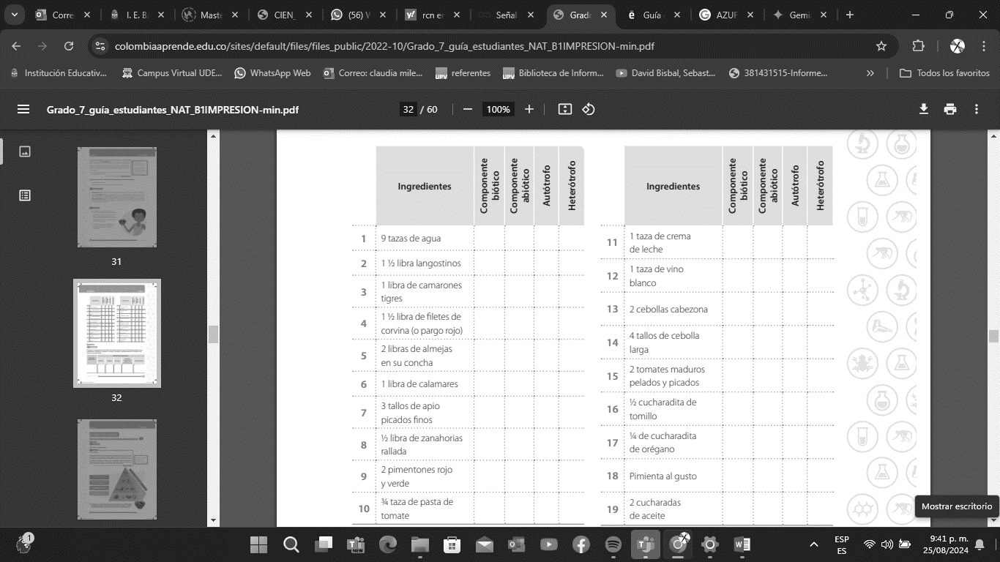 Corre
I. E. B
Maste
CIEN_
(56) V
rcn er
Señal
Grado
Guía
AZUF
Gemi
colombiaaprende.edu.co/sites/default/files/files_public/2022-10/Grado_7_guía_estudiantes_NAT_B1IMPRESION-min.pdf
Institución Educativ...
Campus Virtual UDE...
WhatsApp Web
Correo: claudia mile...
referentes
Biblioteca de Inform...
David Bisbal, Sebast...
381431515-Informe...
Todos los favoritos
Grado_7_guía_estudiantes_NAT_B1IMPRESION-min.pdf
32 / 60
100%
31
32
Ingredientes
Componente
biótico
Componente
abiótico
Autótrofo
Heterótrofo
1 9 tazas de agua
2 1 ½ libra langostinos
3 1 libra de camarones
tigres
4 1 ½ libra de filetes de
corvina (o pargo rojo)
5 2 libras de almejas
en su concha
6 1 libra de calamares
7 3 tallos de apio
picados finos
8 ½ libra de zanahorias
rallada
9 2 pimentones rojo
y verde
10 ¾ taza de pasta de
tomate
Ingredientes
Componente
biótico
Componente
abiótico
Autótrofo
Heterótrofo
11 1 taza de crema
de leche
12 1 taza de vino
blanco
13 2 cebollas cabezona
14 4 tallos de cebolla
larga
15 2 tomates maduros
pelados y picados
16 ½ cucharadita de
tomillo
17 ¼ de cucharadita
de orégano
18 Pimienta al gusto
19 2 cucharadas
de aceite
Mostrar escritorio
1
NEW
ESP
ES
9:41 p. m.
25/08/2024